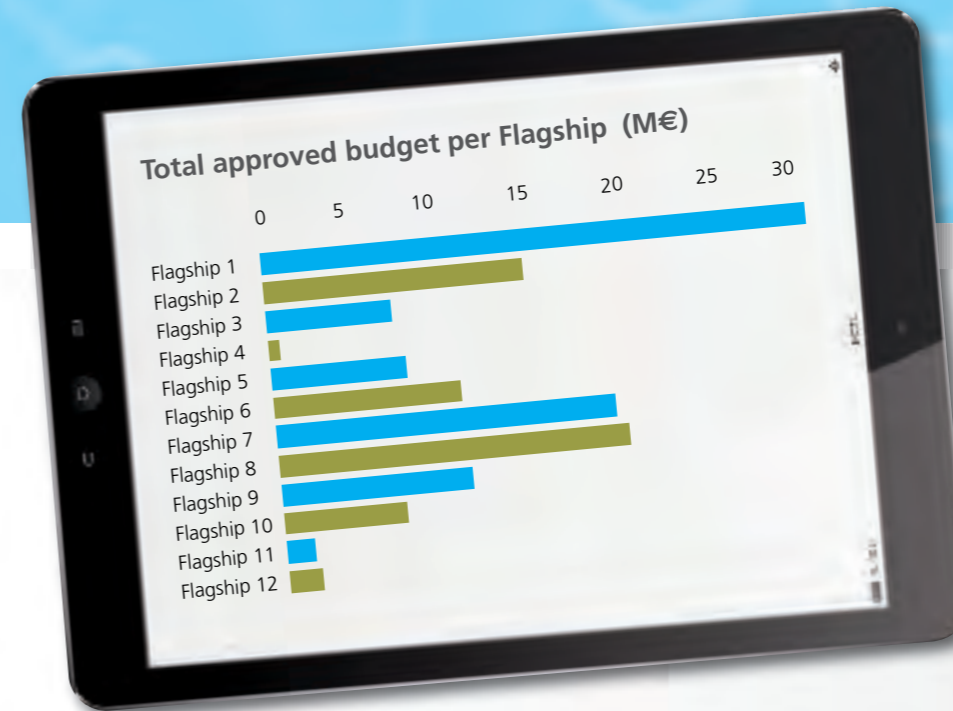 Total approved budget per Flagship (M€)
0 5 10 15 20 25 30
Flagship 1
Flagship 2
Flagship 3
Flagship 4
Flagship 5
Flagship 6
Flagship 7
Flagship 8
Flagship 9
Flagship 10
Flagship 11
Flagship 12